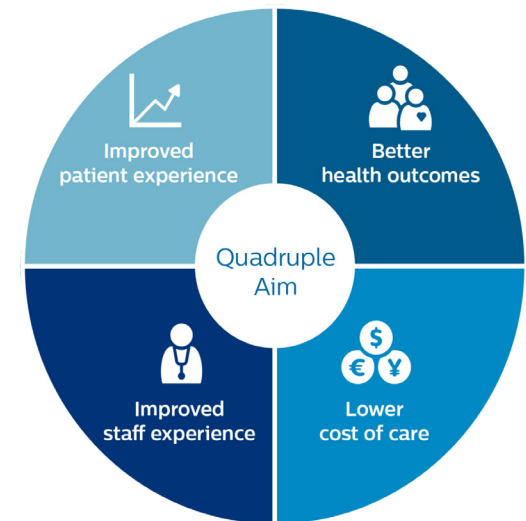 Improved
patient experience
Better
health outcomes
Quadruple
Aim
Improved
staff experience
$
€ ¥
Lower
cost of care